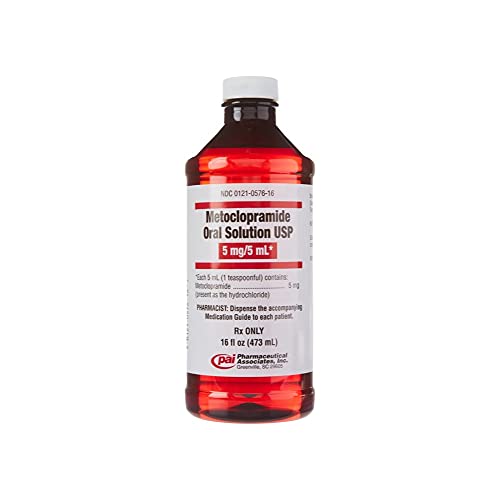 NDC 0121-0576-16
Metoclopramide
Oral Solution USP
5 mg/5 mL*
*Each 5 mL (1 teaspoonful) contains:
Metoclopramide .................... 5 mg
(present as the hydrochloride)
PHARMACIST: Dispense the accompanying
Medication Guide to each patient.
Rx ONLY
16 fl oz (473 mL)
pai Pharmaceutical
Associates, Inc.
Greenville, SC 29605